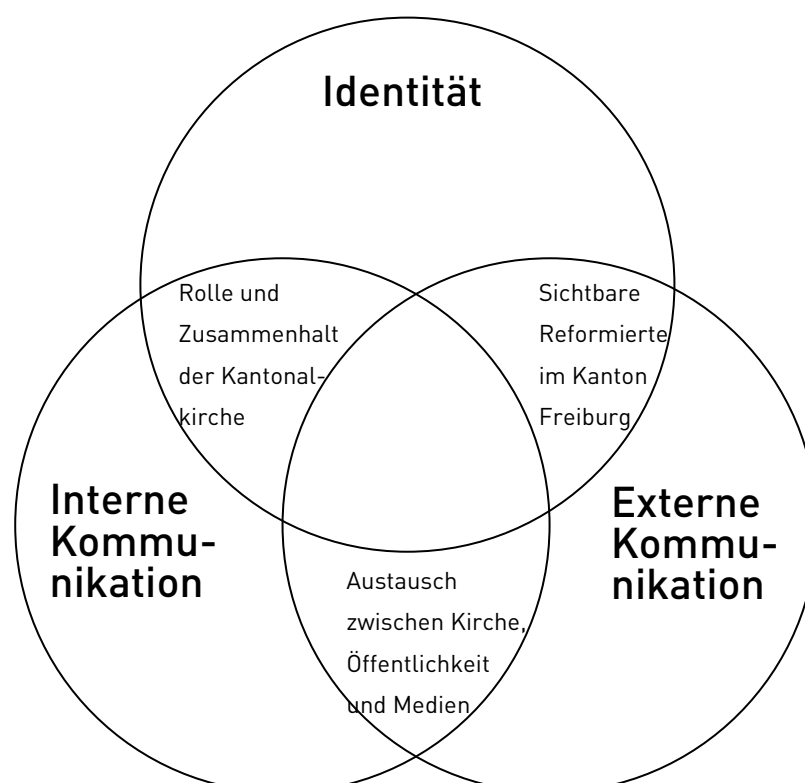 Identität
Rolle und
Zusammenhalt
der Kantonal-
kirche
Sichtbare
Reformierte
im Kanton
Freiburg
Interne
Kommu-
nikation
Externe
Kommu-
nikation
Austausch
zwischen Kirche,
Öffentlichkeit
und Medien